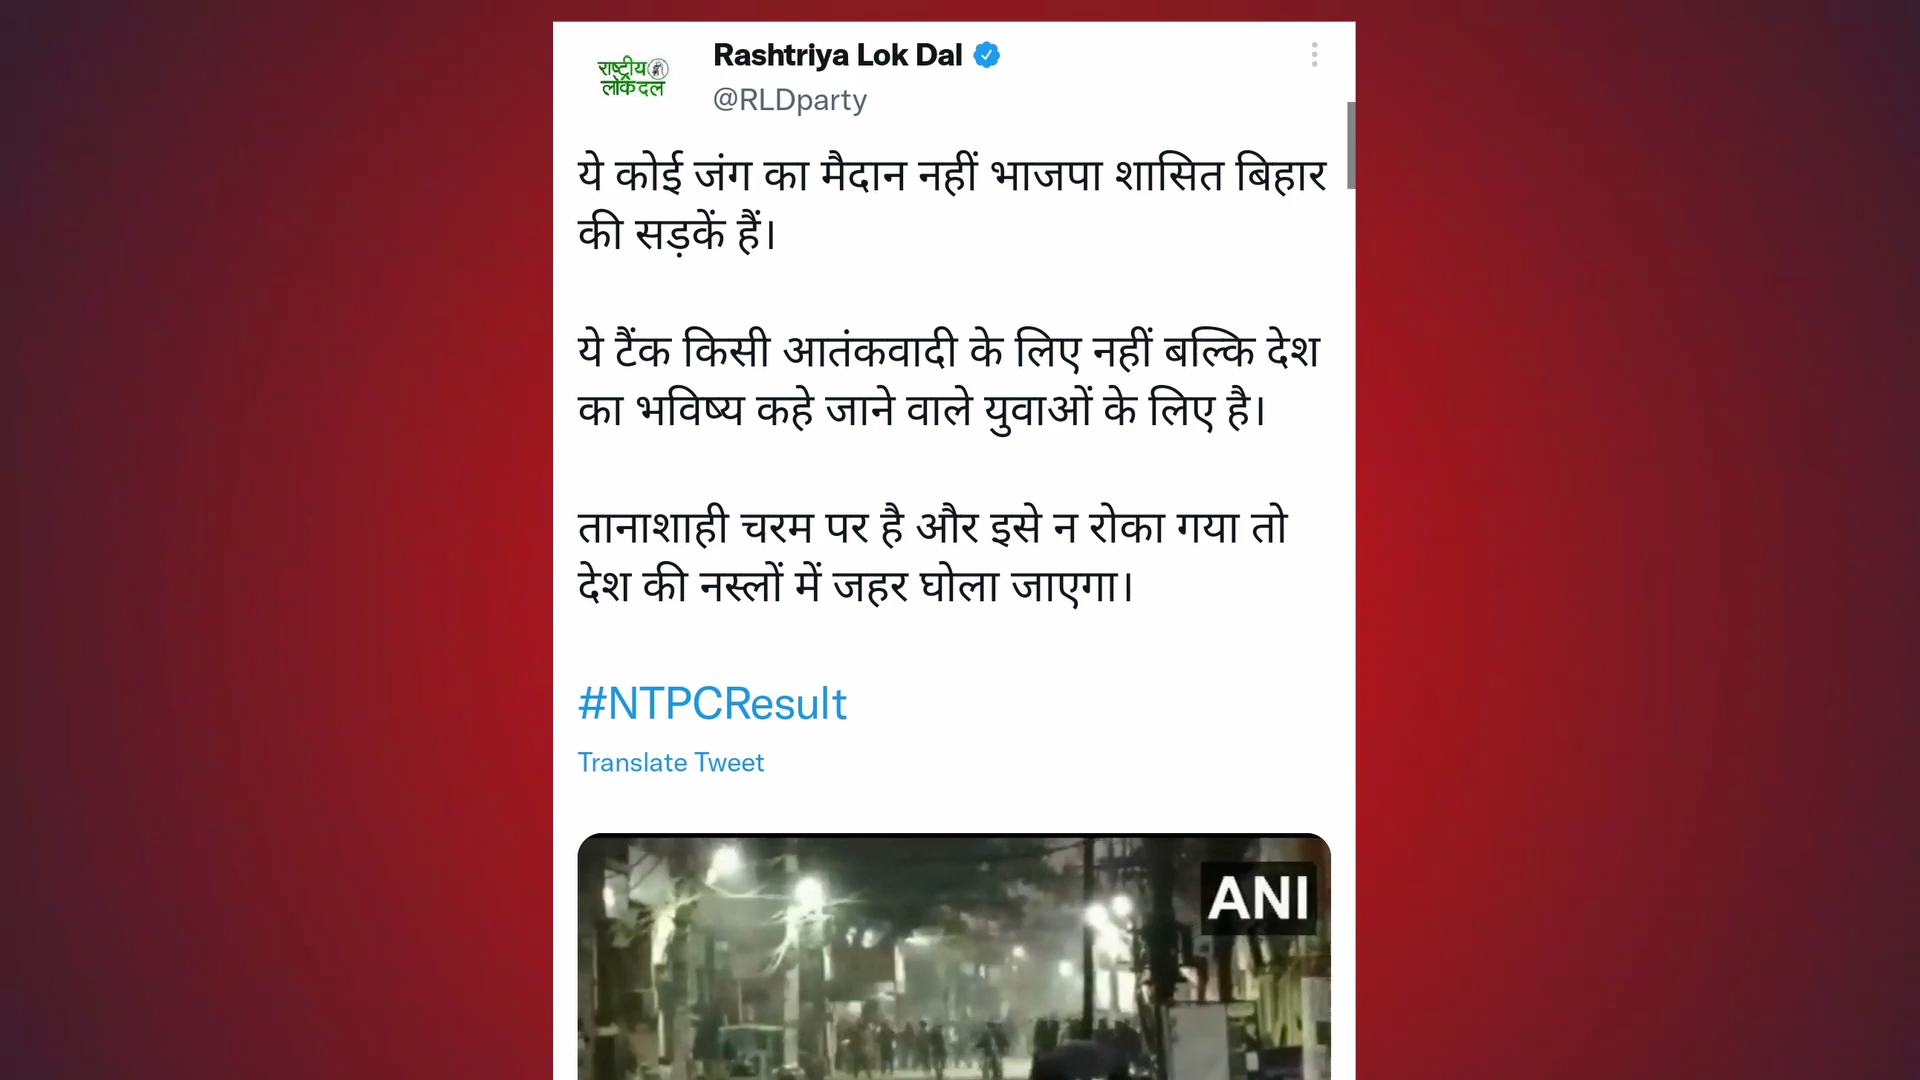 राष्ट्रीय
लोकदल
Rashtriya Lok Dal
@RLDparty
ये कोई जंग का मैदान नहीं भाजपा शासित बिहार
की सड़कें हैं।
ये टैंक किसी आतंकवादी के लिए नहीं बल्कि देश
का भविष्य कहे जाने वाले युवाओं के लिए है।
तानाशाही चरम पर है और इसे न रोका गया तो
देश की नस्लों में जहर घोला जाएगा।
#NTPCResult
Translate Tweet
ANI